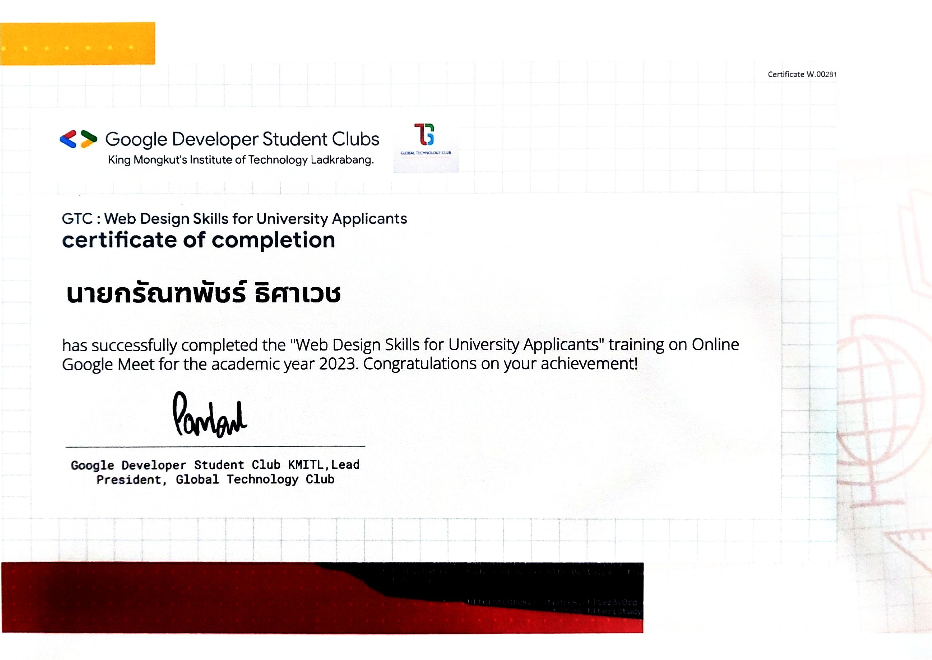 Certificate W.00281
Google Developer Student Clubs
King Mongkut's Institute of Technology Ladkrabang.
GLOBAL TECHNOLOGY CLUB
GTC : Web Design Skills for University Applicants
certificate of completion
นายกรัณฑพัชร์ ธิศาเวช
has successfully completed the "Web Design Skills for University Applicants" training on Online
Google Meet for the academic year 2023. Congratulations on your achievement!
Google Developer Student Club KMITL,Lead
President, Global Technology Club